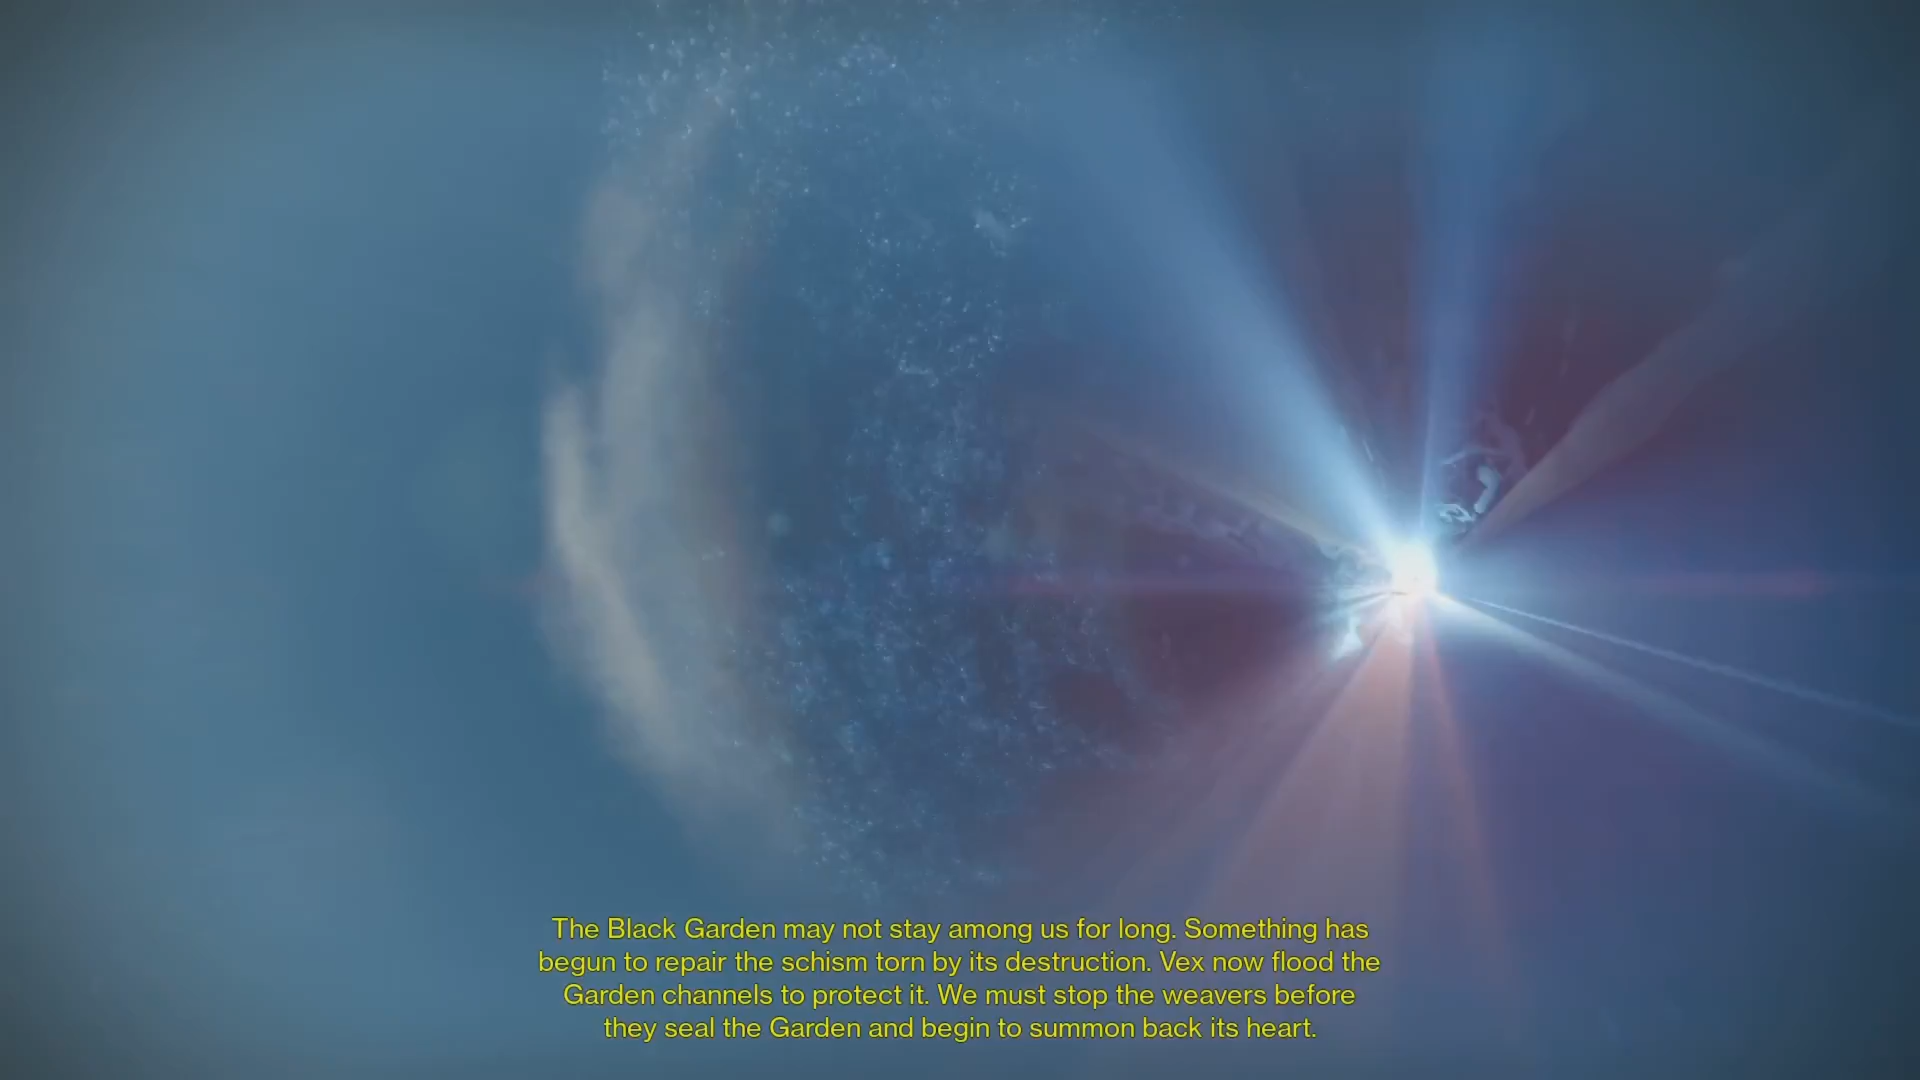 The Black Garden may not stay among us for long. Something has
begun to repair the schism torn by its destruction. Vex now flood the
Garden channels to protect it. We must stop the weavers before
they seal the Garden and begin to summon back its heart.